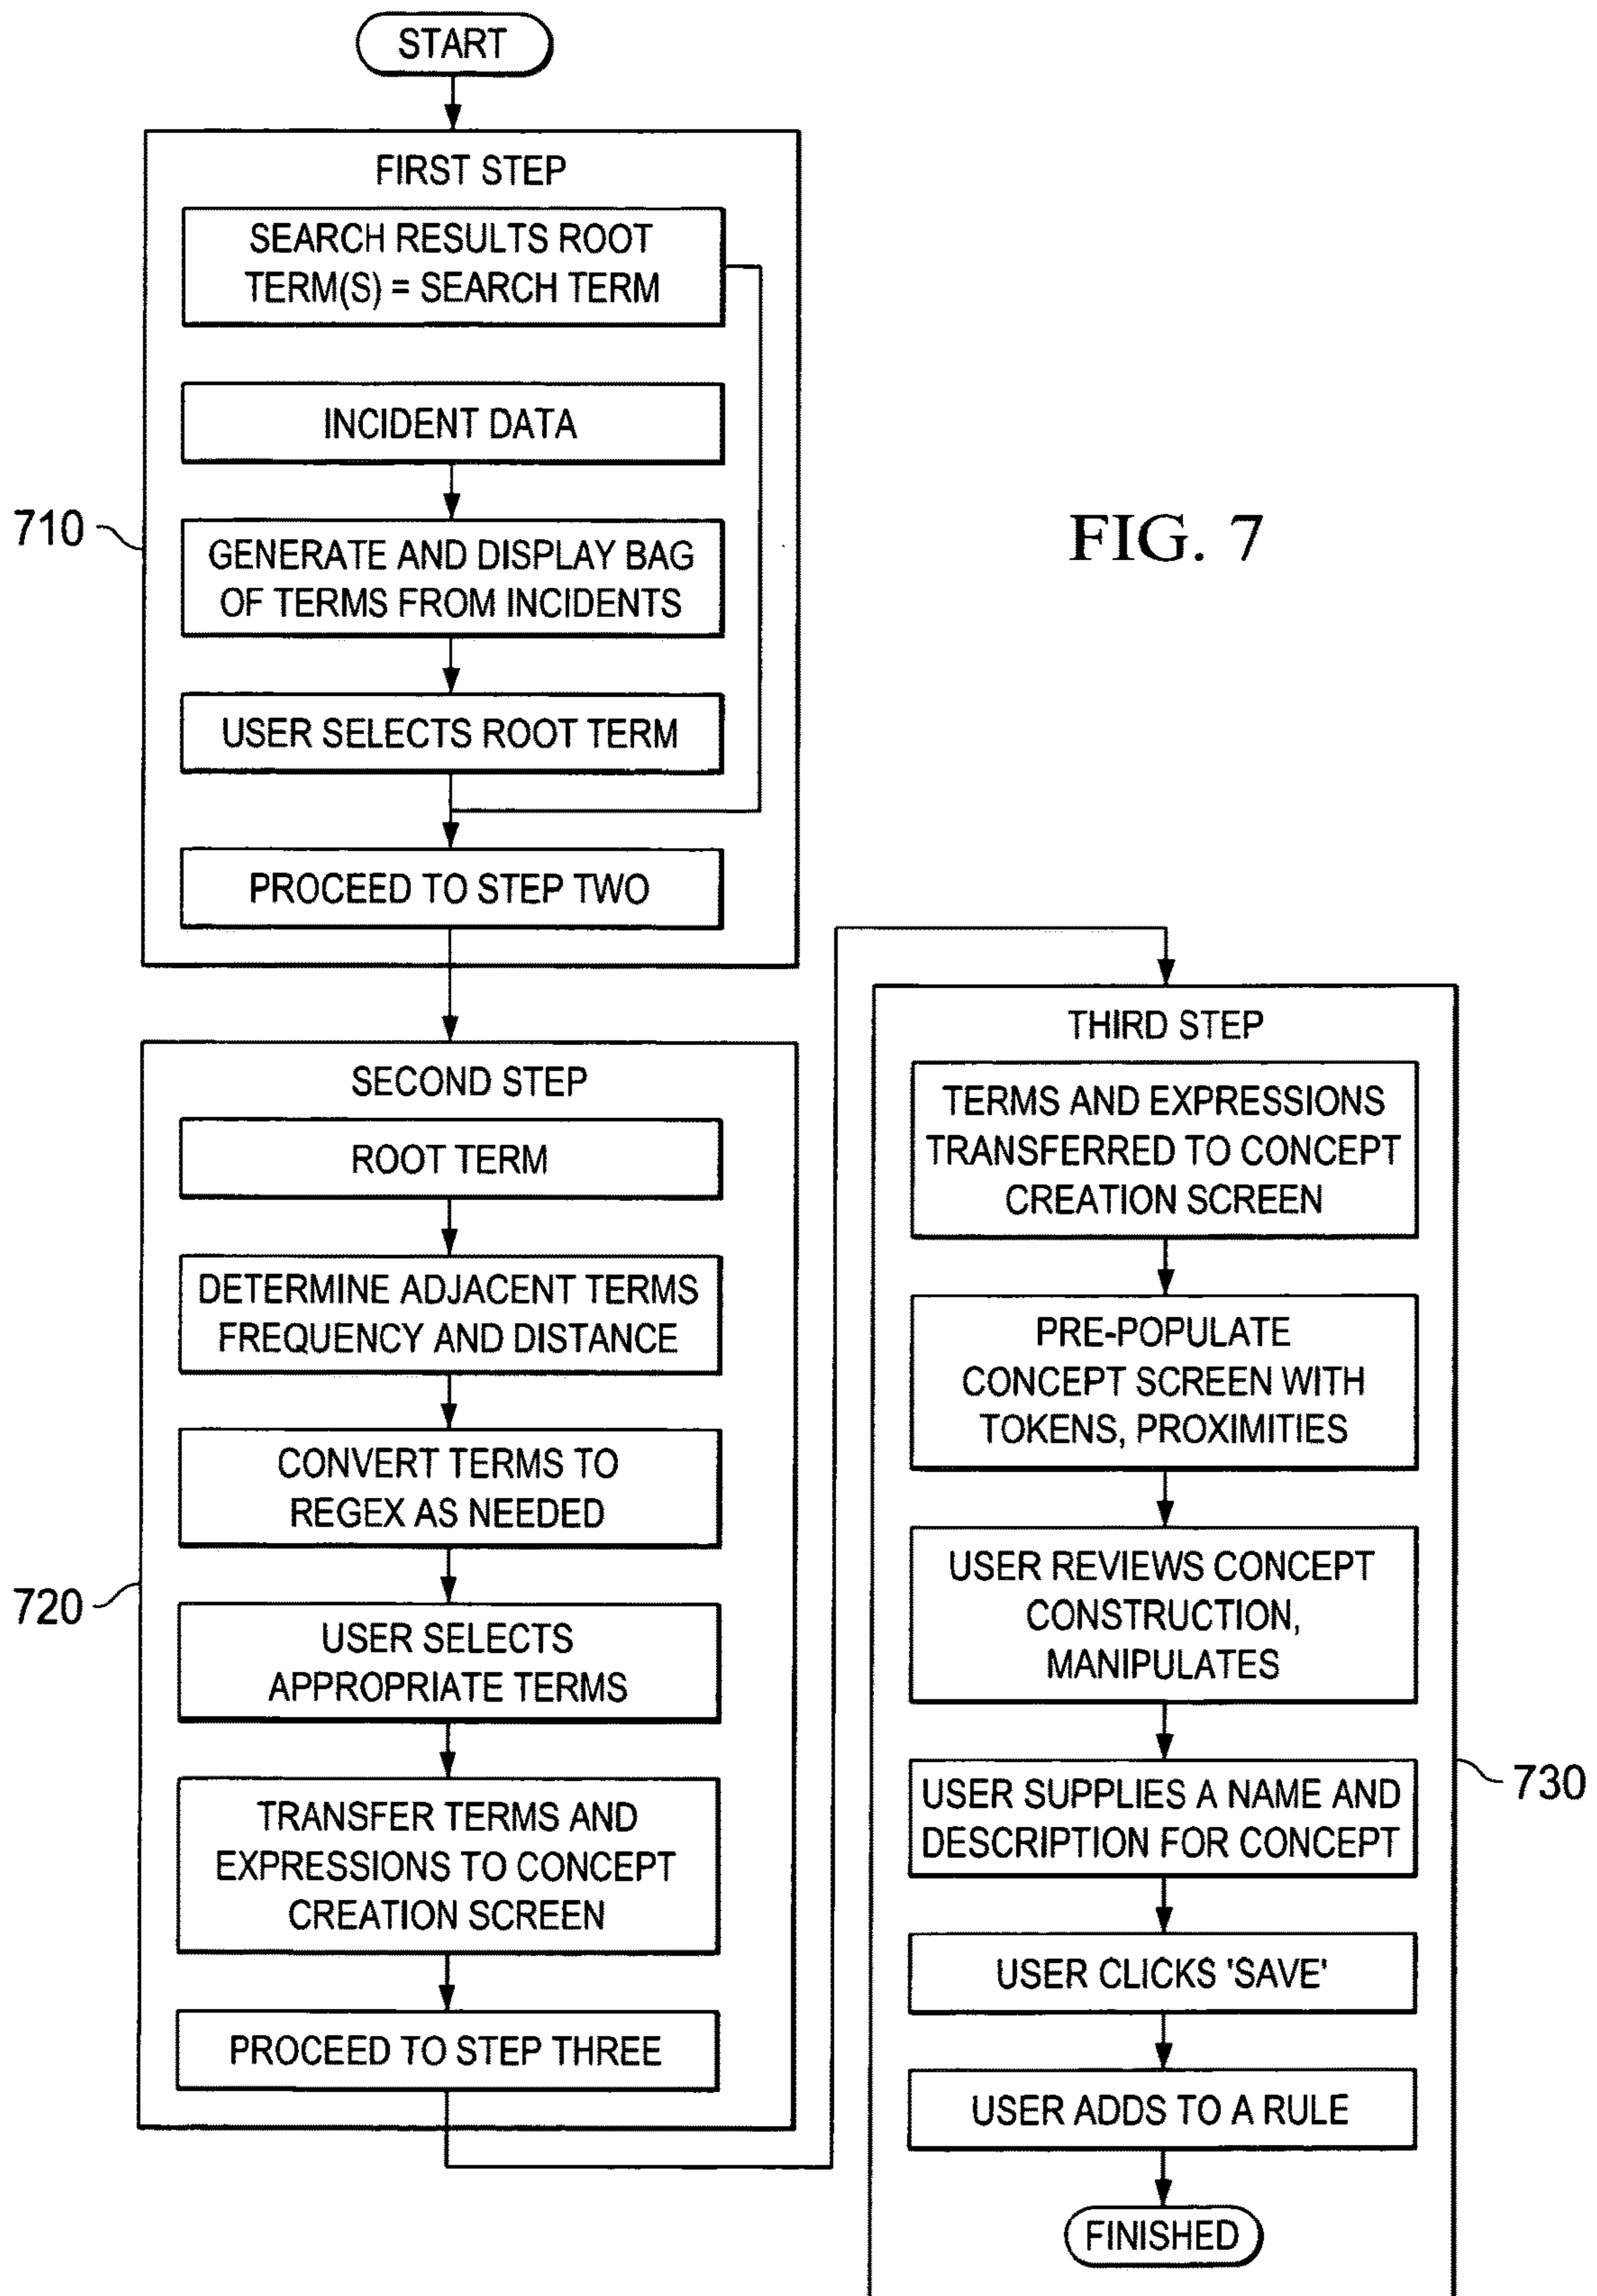 START
FIRST STEP
SEARCH RESULTS ROOT
TERM(S) = SEARCH TERM
INCIDENT DATA
GENERATE AND DISPLAY BAG
OF TERMS FROM INCIDENTS
USER SELECTS ROOT TERM
PROCEED TO STEP TWO
710
FIG. 7
SECOND STEP
ROOT TERM
DETERMINE ADJACENT TERMS
FREQUENCY AND DISTANCE
CONVERT TERMS TO
REGEX AS NEEDED
USER SELECTS
APPROPRIATE TERMS
TRANSFER TERMS AND
EXPRESSIONS TO CONCEPT
CREATION SCREEN
PROCEED TO STEP THREE
720
THIRD STEP
TERMS AND EXPRESSIONS
TRANSFERRED TO CONCEPT
CREATION SCREEN
PRE-POPULATE
CONCEPT SCREEN WITH
TOKENS, PROXIMITIES
USER REVIEWS CONCEPT
CONSTRUCTION,
MANIPULATES
USER SUPPLIES A NAME AND
DESCRIPTION FOR CONCEPT
USER CLICKS 'SAVE'
USER ADDS TO A RULE
FINISHED
730